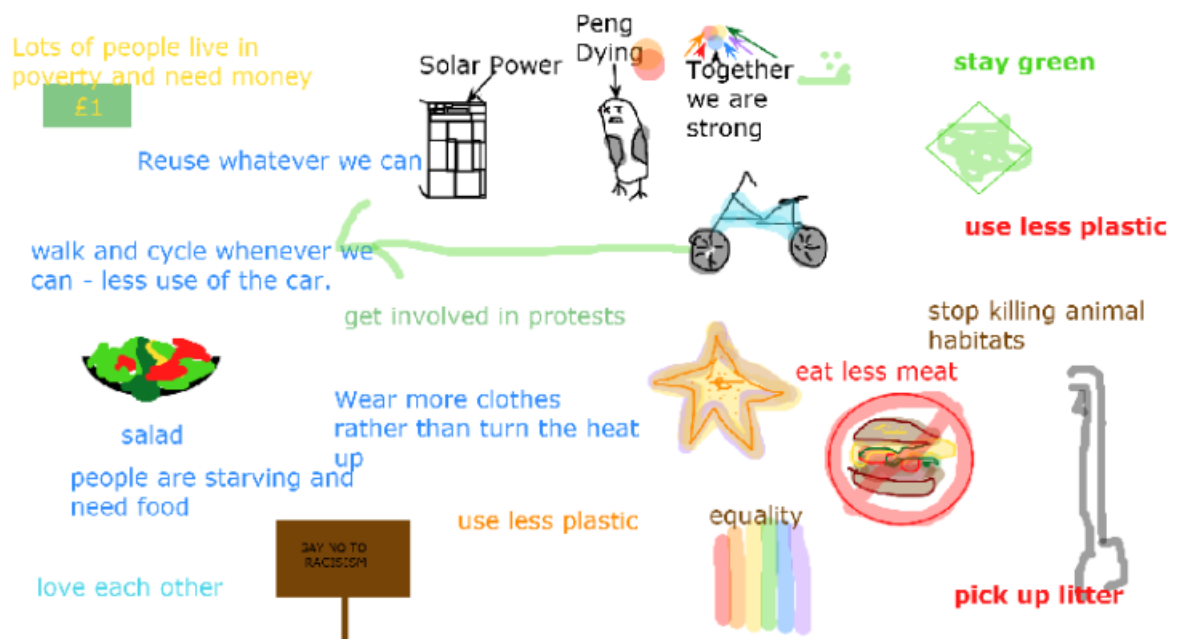 Lots of people live in
poverty and need money
£1
Solar Power
Peng
Dying
Together
we are
strong
stay green
Reuse whatever we can
use less plastic
walk and cycle whenever we
can - less use of the car.
get involved in protests
stop killing animal
habitats
eat less meat
salad
Wear more clothes
rather than turn the heat
up
people are starving and
need food
use less plastic
equality
SAY NO TO
RACISISM
love each other
pick up litter